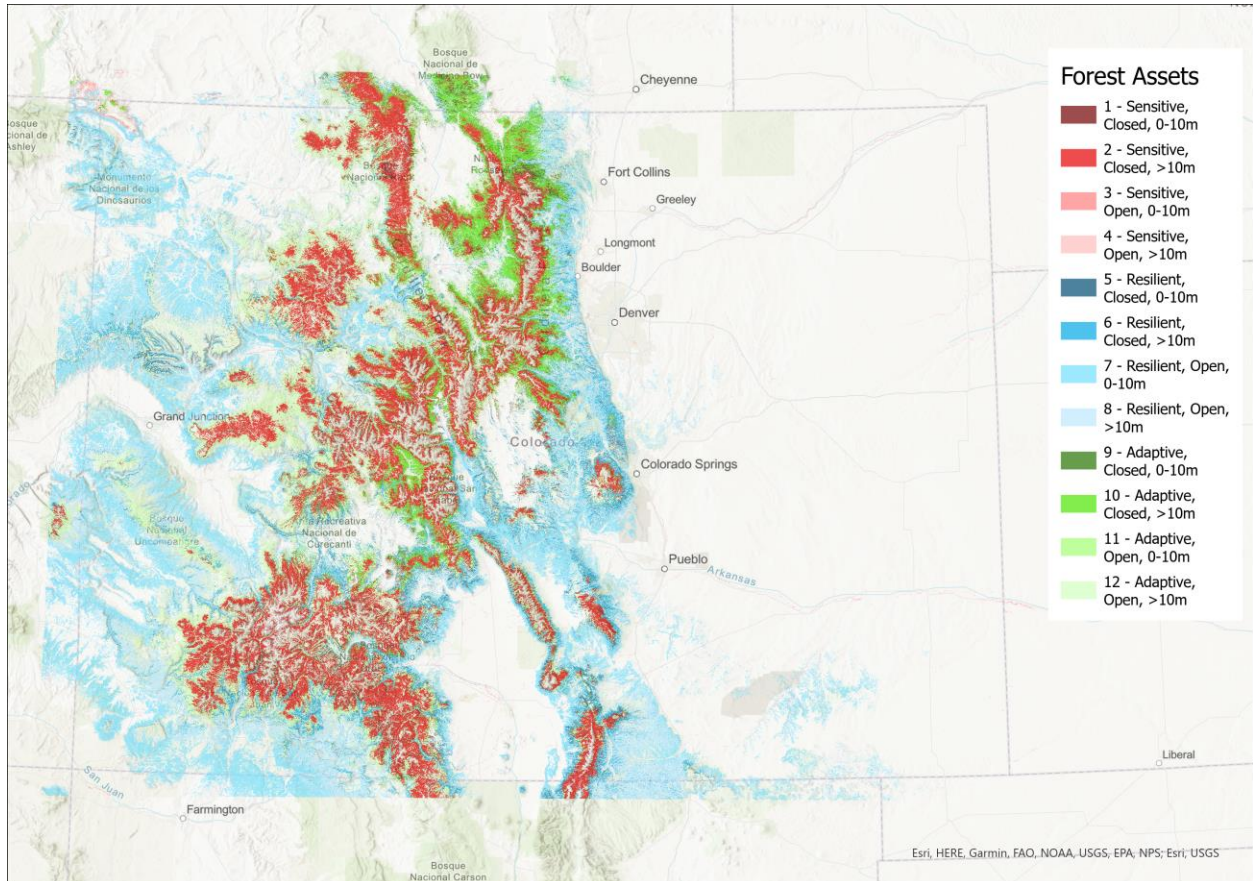 Bosque
Nacional de
Medicine Bow
Cheyenne
Bosque
Ashley
Monumento
Nacional de los
Dinosaurios
Fort Collins
Greeley
Longmont
Boulder
Denver
Grand Junction
Colorado
Colorado Springs
Bosque
Nacional
Uncompahgre
Área Recreativa
Nacional de
Curecanti
Pueblo
Arkansas
San Juan
Farmington
Liberal
Bosque
Nacional Carson
Forest Assets
1 - Sensitive,
Closed, 0-10m
2 - Sensitive,
Closed, >10m
3 - Sensitive,
Open, 0-10m
4 - Sensitive,
Open, >10m
5 - Resilient,
Closed, 0-10m
6 - Resilient,
Closed, >10m
7 - Resilient, Open,
0-10m
8 - Resilient, Open,
>10m
9 - Adaptive,
Closed, 0-10m
10 - Adaptive,
Closed, >10m
11 - Adaptive,
Open, 0-10m
12 - Adaptive,
Open, >10m
Esri, HERE, Garmin, FAO, NOAA, USGS, EPA, NPS; Esri, USGS